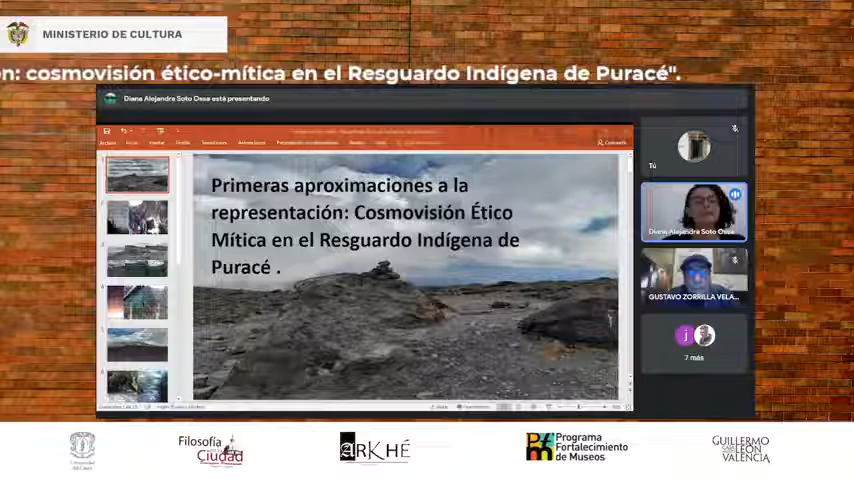 MINISTERIO DE CULTURA
n: cosmovisión ético-mítica en el Resguardo Indígena de Puracé".
Diana Alejandra Soto Ossa está presentando
Primeras aproximaciones a la
representación: Cosmovisión Ético
Mítica en el Resguardo Indígena de
Puracé .
Tú
Diana Alejandra Soto Ossa
GUSTAVO ZORRILLA VELA...
j
7 más
Filosofía
Ciudad
ARKHÉ
Programa
Fortalecimiento
de Museos
GUILLERMO
LEÓN
VALENCIA